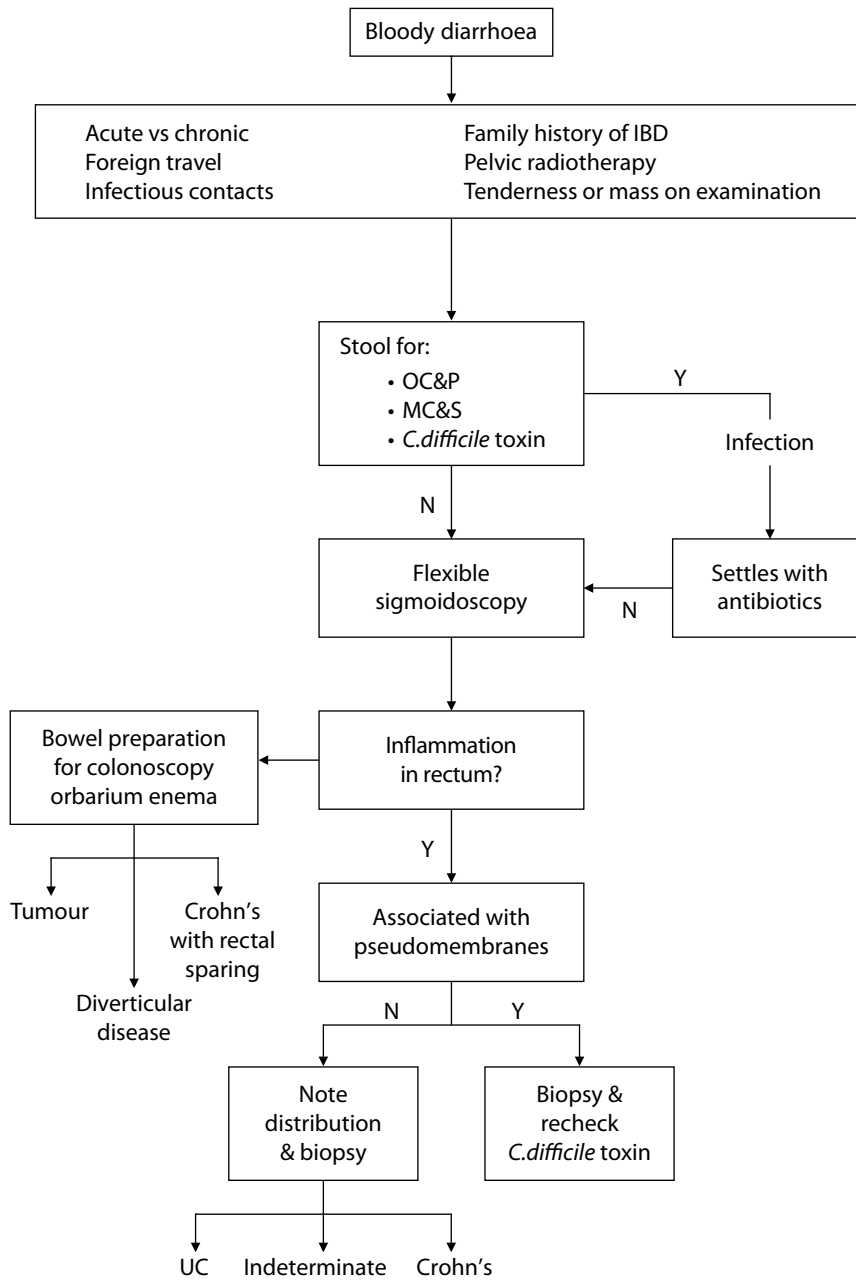 Bloody diarrhoea
Acute vs chronic
Foreign travel
Infectious contacts
Family history of IBD
Pelvic radiotherapy
Tenderness or mass on examination
Stool for:
• OC&P
• MC&S
• C.difficile toxin
Y
Infection
N
Flexible
sigmoidoscopy
Settles with
antibiotics
N
Bowel preparation
for colonoscopy
orbarium enema
Inflammation
in rectum?
Y
Tumour
Crohn's
with rectal
sparing
Diverticular
disease
Associated with
pseudomembranes
N
Y
Note
distribution
& biopsy
Biopsy &
recheck
C.difficile toxin
UC
Indeterminate
Crohn's